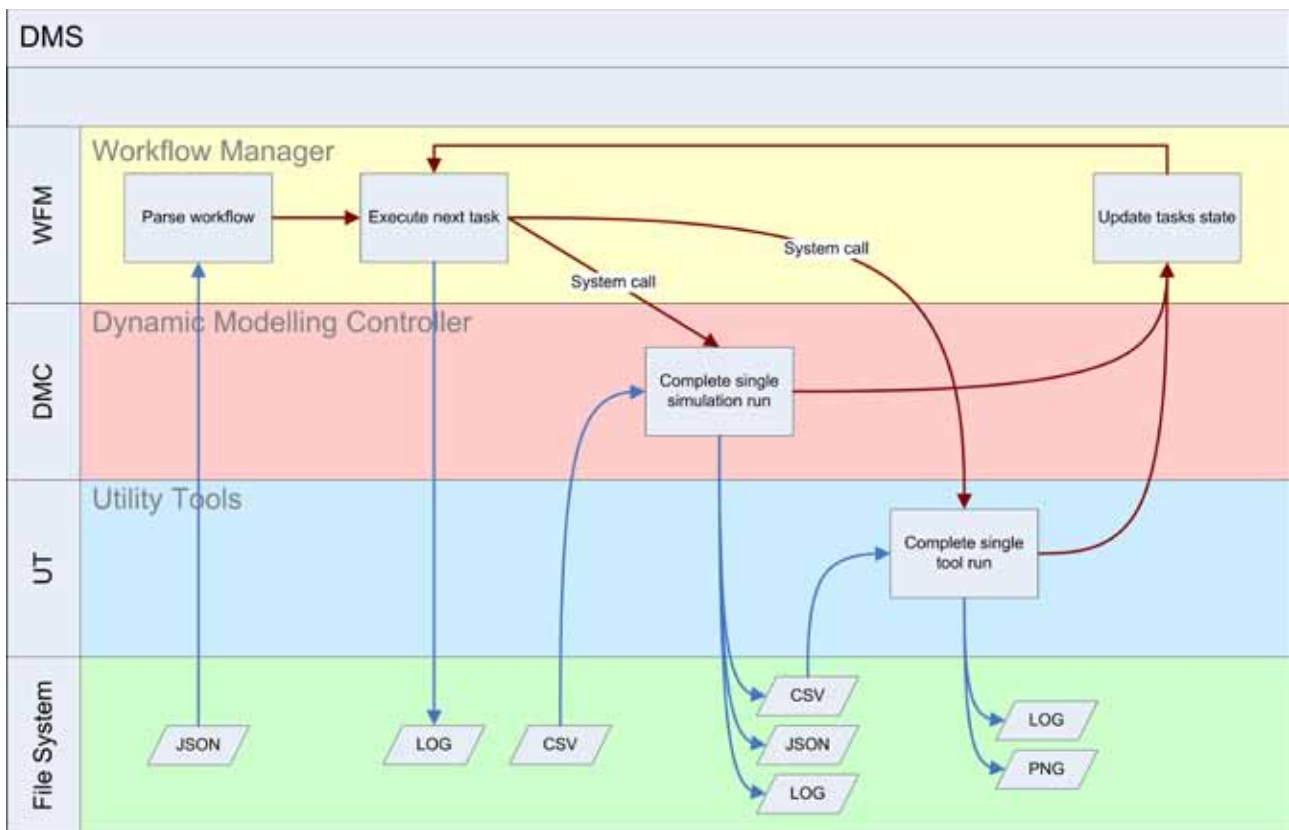 DMS
WFM
Workflow Manager
Parse workflow
Execute next task
Update tasks state
System call
System call
DMC
Dynamic Modelling Controller
Complete single
simulation run
UT
Utility Tools
Complete single
tool run
File System
JSON
LOG
CSV
CSV
JSON
LOG
LOG
PNG